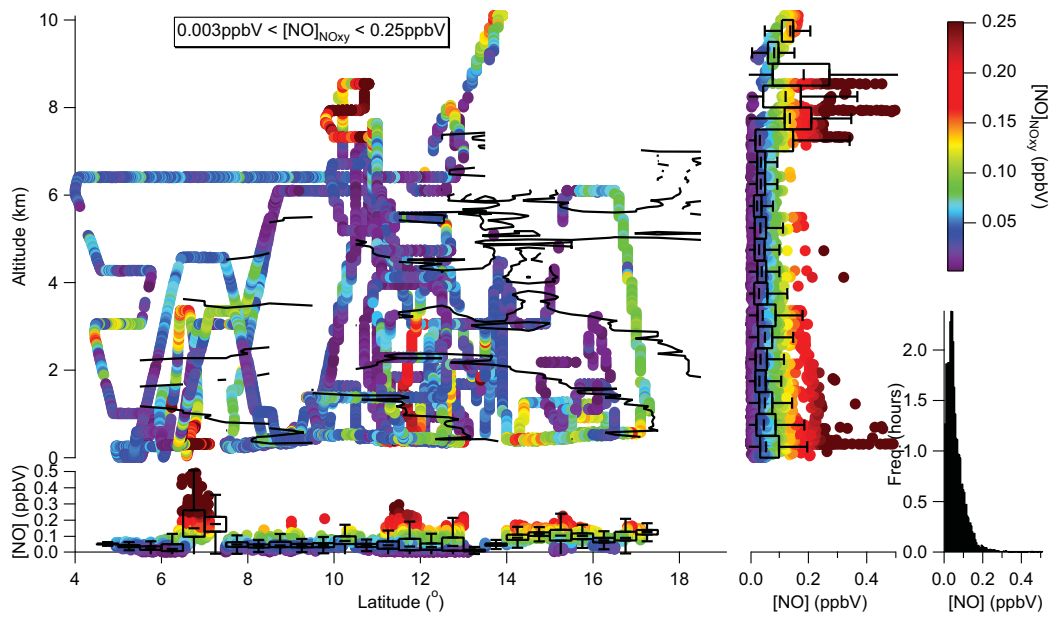 0.003ppbV < [NO]NOxy < 0.25ppbV
10
8
6
4
2
0
Altitude (km)
0.5
0.4
0.3
0.2
0.1
0.0
[NO] (ppbV)
4 6 8 10 12 14 16 18
Latitude (o)
0.0 0.2 0.4
[NO] (ppbV)
0.25
0.20
0.15
0.10
0.05
[NO]NOxy (ppbV)
2.0
1.5
1.0
0.5
0.0
Freq. (hours)
0.0 0.2 0.4
[NO] (ppbV)